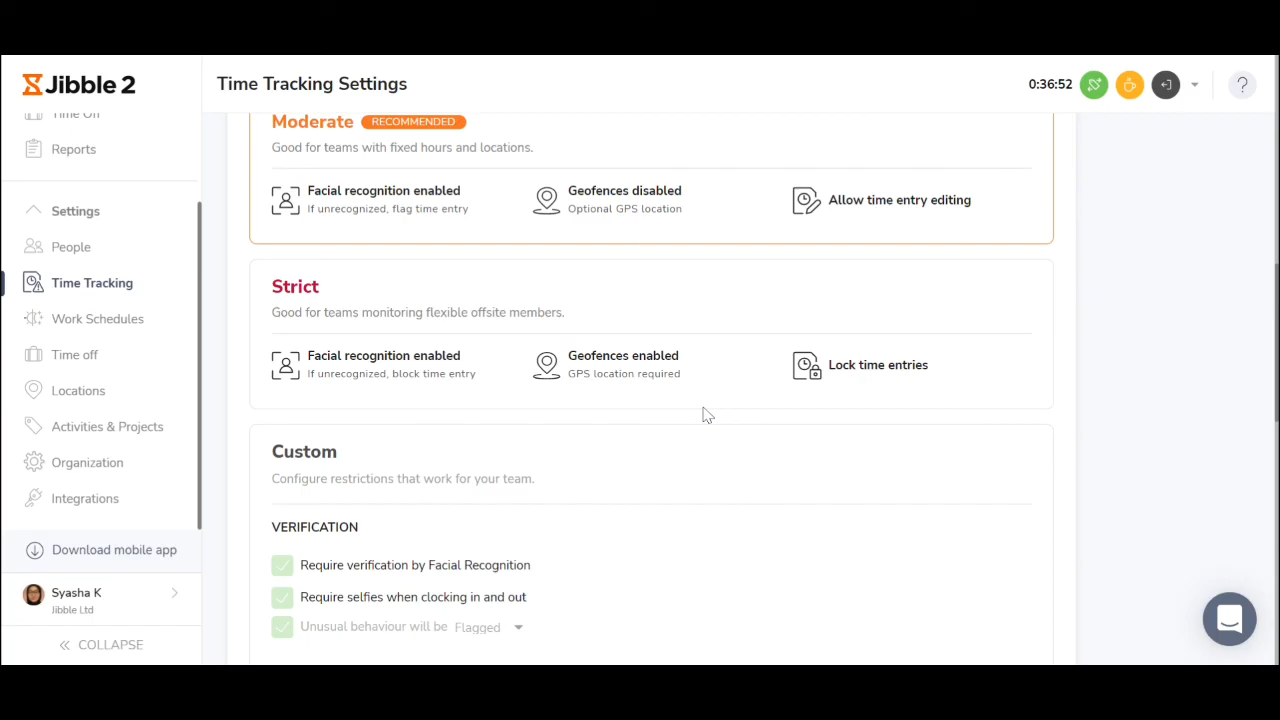 Jibble 2
Time Tracking Settings
0:36:52
?
Time Off
Reports
Settings
People
Time Tracking
Work Schedules
Time off
Locations
Activities & Projects
Organization
Integrations
Download mobile app
Syasha K
Jibble Ltd
COLLAPSE
Moderate RECOMMENDED
Good for teams with fixed hours and locations.
Facial recognition enabled
If unrecognized, flag time entry
Geofences disabled
Optional GPS location
Allow time entry editing
Strict
Good for teams monitoring flexible offsite members.
Facial recognition enabled
If unrecognized, block time entry
Geofences enabled
GPS location required
Lock time entries
Custom
Configure restrictions that work for your team.
VERIFICATION
Require verification by Facial Recognition
Require selfies when clocking in and out
Unusual behaviour will be Flagged